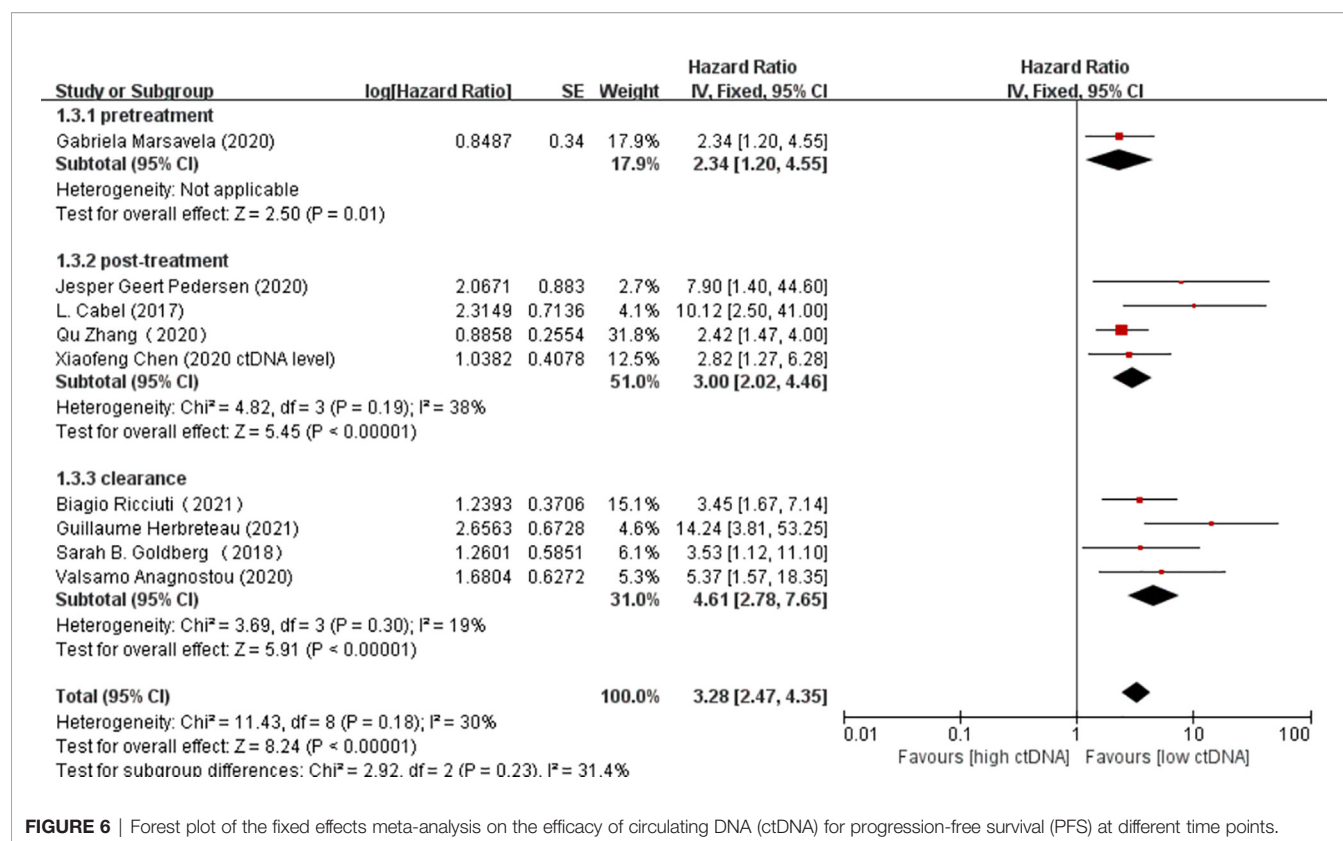 Hazard Ratio Hazard Ratio
Study or Subgroup log[Hazard Ratio] SE Weight IV, Fixed, 95% CI IV, Fixed, 95% CI
1.3.1 pretreatment
Gabriela Marsavela (2020) 0.8487 0.34 17.9% 2.34 [1.20, 4.55]
Subtotal (95% CI) 17.9% 2.34 [1.20, 4.55]
Heterogeneity: Not applicable
Test for overall effect: Z = 2.50 (P = 0.01)
1.3.2 post-treatment
Jesper Geert Pedersen (2020) 2.0671 0.883 2.7% 7.90 [1.40, 44.60]
L. Cabel (2017) 2.3149 0.7136 4.1% 10.12 [2.50, 41.00]
Qu Zhang (2020) 0.8858 0.2554 31.8% 2.42 [1.47, 4.00]
Xiaofeng Chen (2020 ctDNA level) 1.0382 0.4078 12.5% 2.82 [1.27, 6.28]
Subtotal (95% CI) 51.0% 3.00 [2.02, 4.46]
Heterogeneity: Chi² = 4.82, df = 3 (P = 0.19); I² = 38%
Test for overall effect: Z = 5.45 (P < 0.00001)
1.3.3 clearance
Biagio Ricciuti (2021) 1.2393 0.3706 15.1% 3.45 [1.67, 7.14]
Guillaume Herbreteau (2021) 2.6563 0.6728 4.6% 14.24 [3.81, 53.25]
Sarah B. Goldberg (2018) 1.2601 0.5851 6.1% 3.53 [1.12, 11.10]
Valsamo Anagnostou (2020) 1.6804 0.6272 5.3% 5.37 [1.57, 18.35]
Subtotal (95% CI) 31.0% 4.61 [2.78, 7.65]
Heterogeneity: Chi² = 3.69, df = 3 (P = 0.30); I² = 19%
Test for overall effect: Z = 5.91 (P < 0.00001)
Total (95% CI) 100.0% 3.28 [2.47, 4.35]
Heterogeneity: Chi² = 11.43, df = 8 (P = 0.18); I² = 30%
Test for overall effect: Z = 8.24 (P < 0.00001)
Test for subgroup differences: Chi² = 2.92, df = 2 (P = 0.23), I² = 31.4%
0.01 0.1 1 10 100
Favours [high ctDNA] Favours [low ctDNA]
FIGURE 6 | Forest plot of the fixed effects meta-analysis on the efficacy of circulating DNA (ctDNA) for progression-free survival (PFS) at different time points.